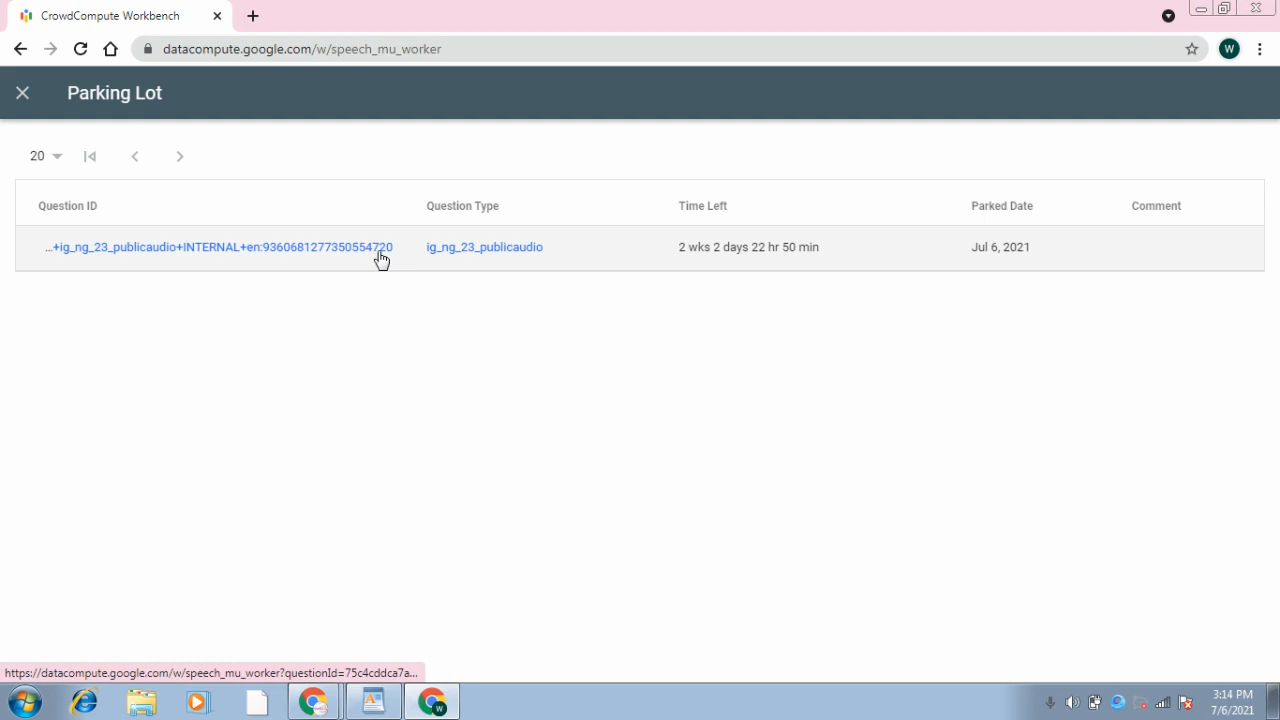 CrowdCompute Workbench
datacompute.google.com/w/speech_mu_worker
W
Parking Lot
20
Question ID Question Type Time Left Parked Date Comment
...+ig_ng_23_publicaudio+INTERNAL+en:9360681277350554720 ig_ng_23_publicaudio 2 wks 2 days 22 hr 50 min Jul 6, 2021
https://datacompute.google.com/w/speech_mu_worker?questionId=75c4cddca7a...
W
3:14 PM
7/6/2021